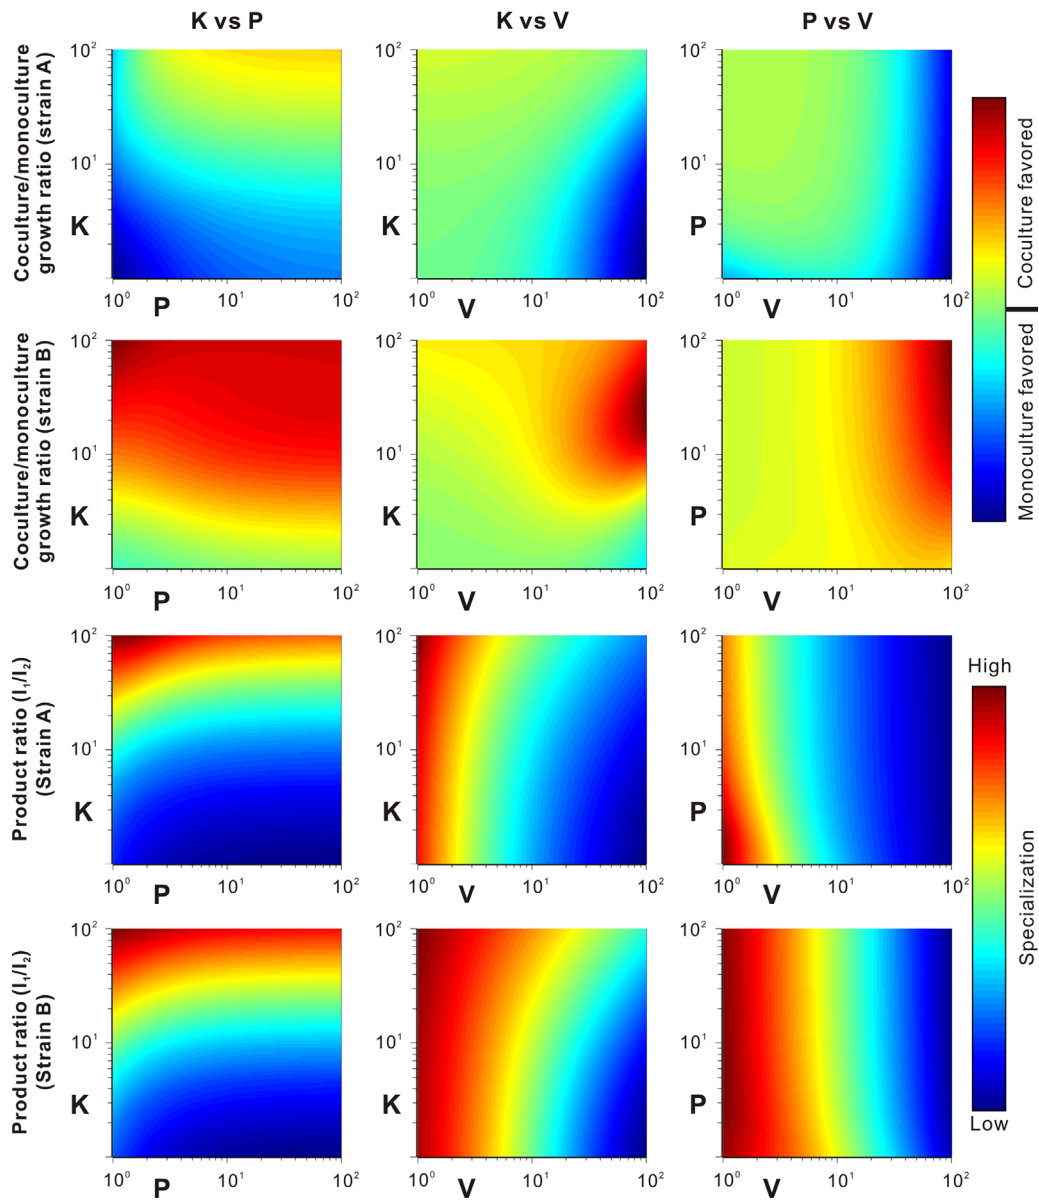 K vs P
K vs V
P vs V
Coculture/monoculture
growth ratio (strain A)
10²
10¹
K
10⁰
10¹
10²
P
10²
10¹
K
10⁰
10¹
10²
V
10²
10¹
P
10⁰
10¹
10²
V
Coculture favored
Monoculture favored
Coculture/monoculture
growth ratio (strain B)
10²
10¹
K
10⁰
10¹
10²
P
10²
10¹
K
10⁰
10¹
10²
V
10²
10¹
P
10⁰
10¹
10²
V
Product ratio (I₁/I₂)
(Strain A)
10²
10¹
K
10⁰
10¹
10²
P
10²
10¹
K
10⁰
10¹
10²
V
10²
10¹
P
10⁰
10¹
10²
V
High
Specialization
Low
Product ratio (I₁/I₂)
(Strain B)
10²
10¹
K
10⁰
10¹
10²
P
10²
10¹
K
10⁰
10¹
10²
V
10²
10¹
P
10⁰
10¹
10²
V